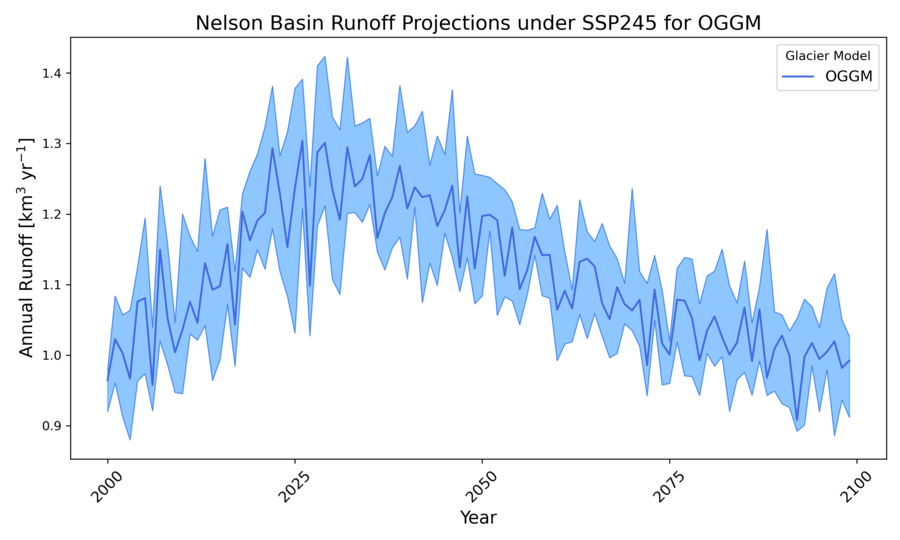 Nelson Basin Runoff Projections under SSP245 for OGGM
Glacier Model
OGGM
Annual Runoff [km³ yr⁻¹]
1.4
1.3
1.2
1.1
1.0
0.9
2000
2025
2050
2075
2100
Year